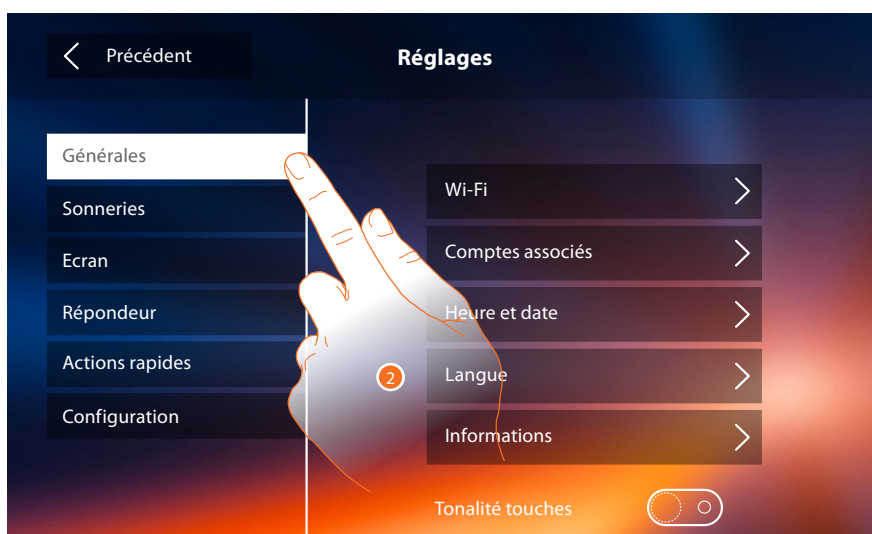 Précédent
Réglages
Générales
Sonneries
Ecran
Répondeur
Actions rapides
Configuration
Wi-Fi
Comptes associés
Heure et date
2
Langue
Informations
Tonalité touches